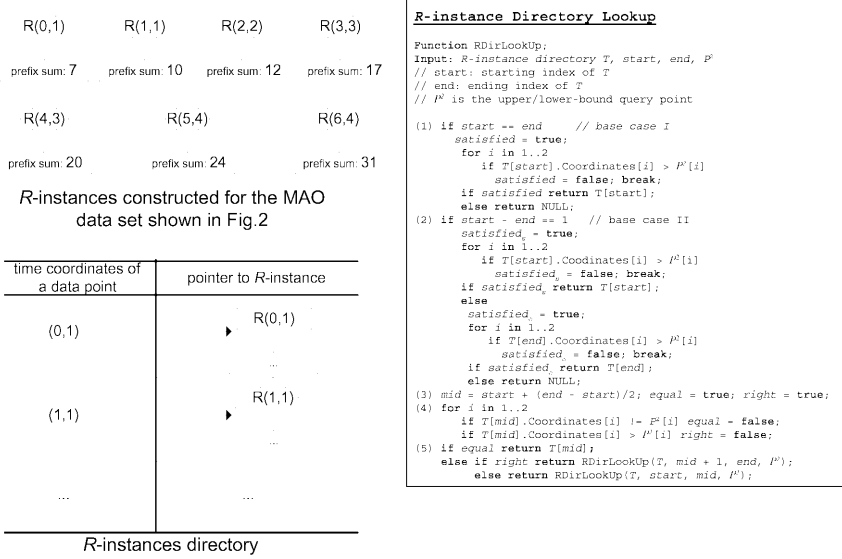 R(0,1) R(1,1) R(2,2) R(3,3)
prefix sum: 7 prefix sum: 10 prefix sum: 12 prefix sum: 17
R(4,3) R(5,4) R(6,4)
prefix sum: 20 prefix sum: 24 prefix sum: 31
R-instances constructed for the MAO
data set shown in Fig.2
time coordinates of
a data point
pointer to R-instance
(0,1)
R(0,1)
...
(1,1)
R(1,1)
...
... ...
R-instances directory
R-instance Directory Lookup
Function RDirLookUp;
Input: R-instance directory T, start, end, P
// start: starting index of T
// end: ending index of T
// is the upper/lower-bound query point
(1) if start == end // base case I
satisfied = true;
for i in 1..2
if T[start].Coordinates[i] > P[i]
satisfied = false; break;
if satisfied return T[start];
else return NULL;
(2) if start - end == 1 // base case II
satisfied = true;
for i in 1..2
if T[start].Coodinates[i] > P[i]
satisfied = false; break;
if satisfied return T[start];
else
satisfied = true;
for i in 1..2
if T[end].Coordinates[i] > P[i]
satisfied = false; break;
if satisfied return T[end];
else return NULL;
(3) mid = start + (end - start)/2; equal = true; right = true;
(4) for i in 1..2
if T[mid].Coordinates[i] != P[i] equal = false;
if T[mid].Coordinates[i] > P[i] right = false;
(5) if equal return T[mid];
else if right return RDirLookUp(T, mid + 1, end, P);
else return RDirLookUp(T, start, mid, P);